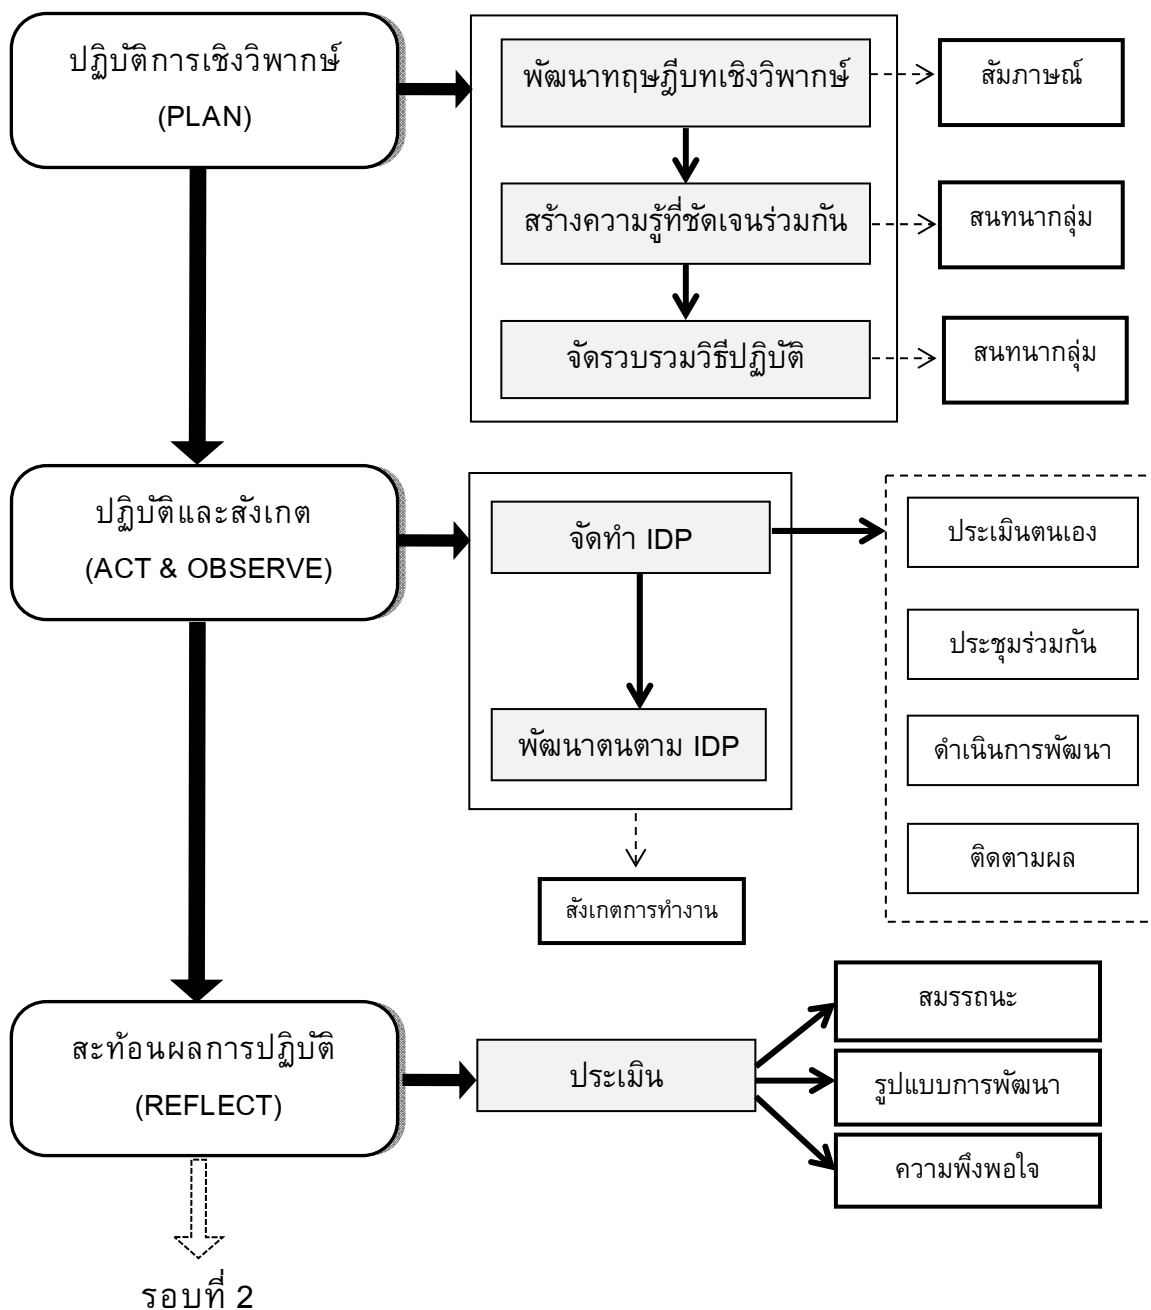 ปฏิบัติการเชิงวิพากษ์
(PLAN)
พัฒนาทฤษฎีบทเชิงวิพากษ์
สัมภาษณ์
สร้างความรู้ที่ชัดเจนร่วมกัน
สนทนากลุ่ม
จัดรวบรวมวิธีปฏิบัติ
สนทนากลุ่ม
ปฏิบัติและสังเกต
(ACT & OBSERVE)
จัดทำ IDP
พัฒนาตนตาม IDP
สังเกตการทำงาน
ประเมินตนเอง
ประชุมร่วมกัน
ดำเนินการพัฒนา
ติดตามผล
สะท้อนผลการปฏิบัติ
(REFLECT)
ประเมิน
สมรรถนะ
รูปแบบการพัฒนา
ความพึงพอใจ
รอบที่ 2